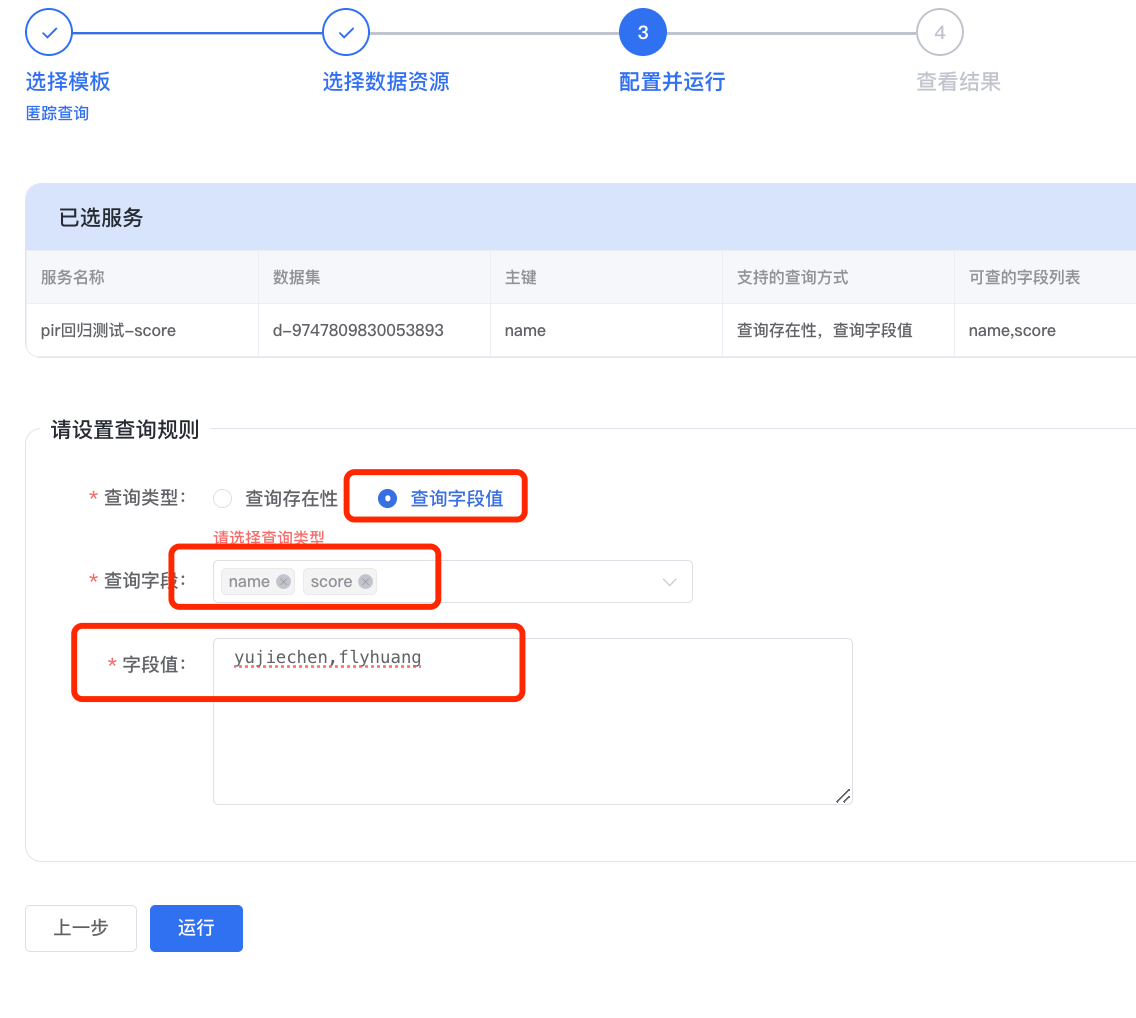 3
4
选择模板
选择数据资源
配置并运行
查看结果
匿踪查询
已选服务
服务名称
数据集
主键
支持的查询方式
可查的字段列表
pir回归测试-score
d-9747809830053893
name
查询存在性，查询字段值
name,score
请设置查询规则
* 查询类型：
查询存在性
查询字段值
请选择查询类型
* 查询字段：
name
score
* 字段值：
yujiechen,flyhuang
上一步
运行